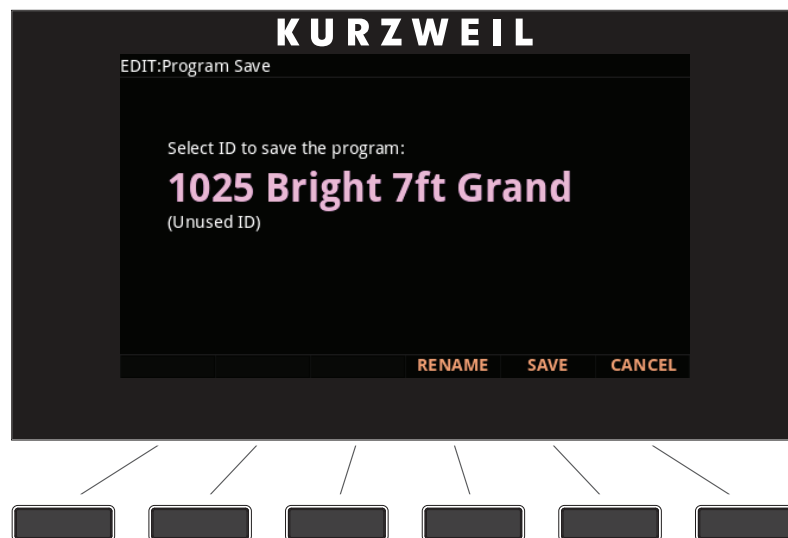 KURZWEIL
EDIT:Program Save
Select ID to save the program:
1025 Bright 7ft Grand
(Unused ID)
RENAME SAVE CANCEL